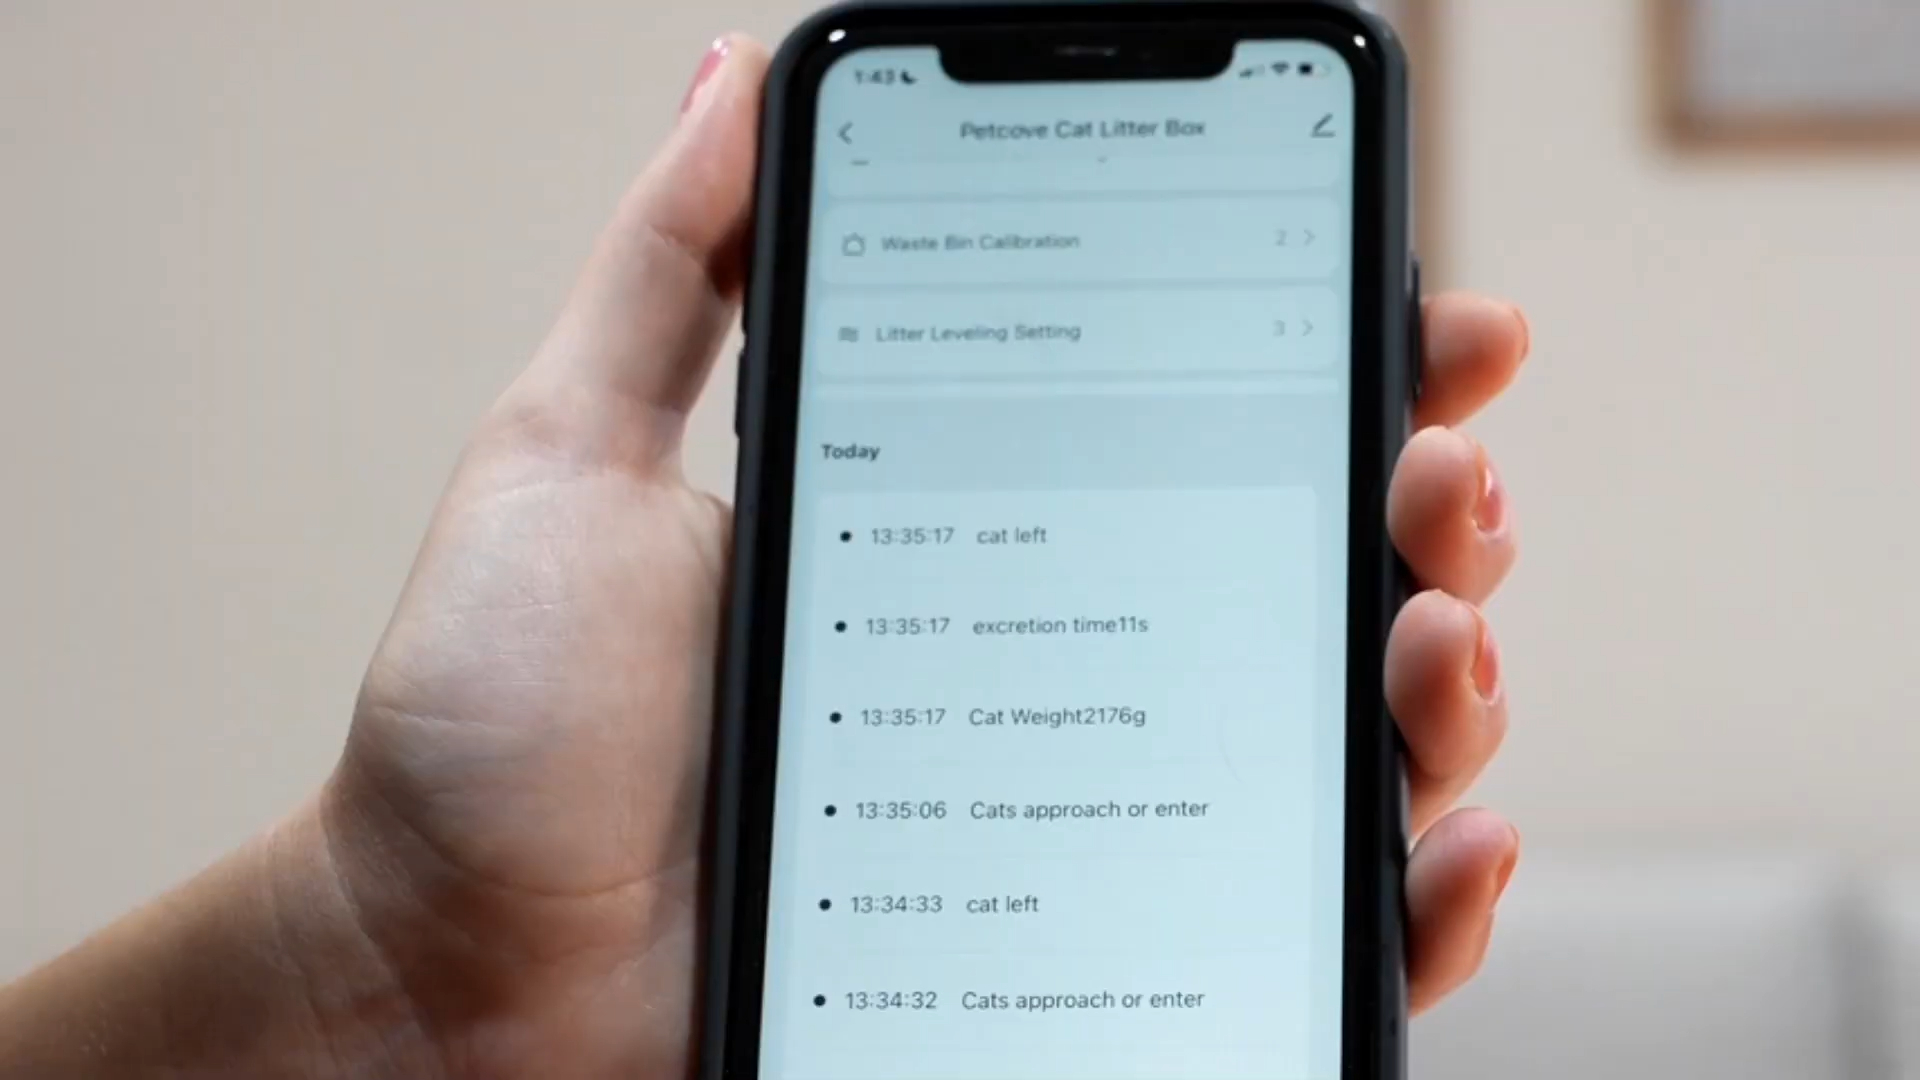 1:43
Petcove Cat Litter Box
Waste Bin Calibration 2
Litter Leveling Setting 3
Today
13:35:17 cat left
13:35:17 excretion time11s
13:35:17 Cat Weight2176g
13:35:06 Cats approach or enter
13:34:33 cat left
13:34:32 Cats approach or enter